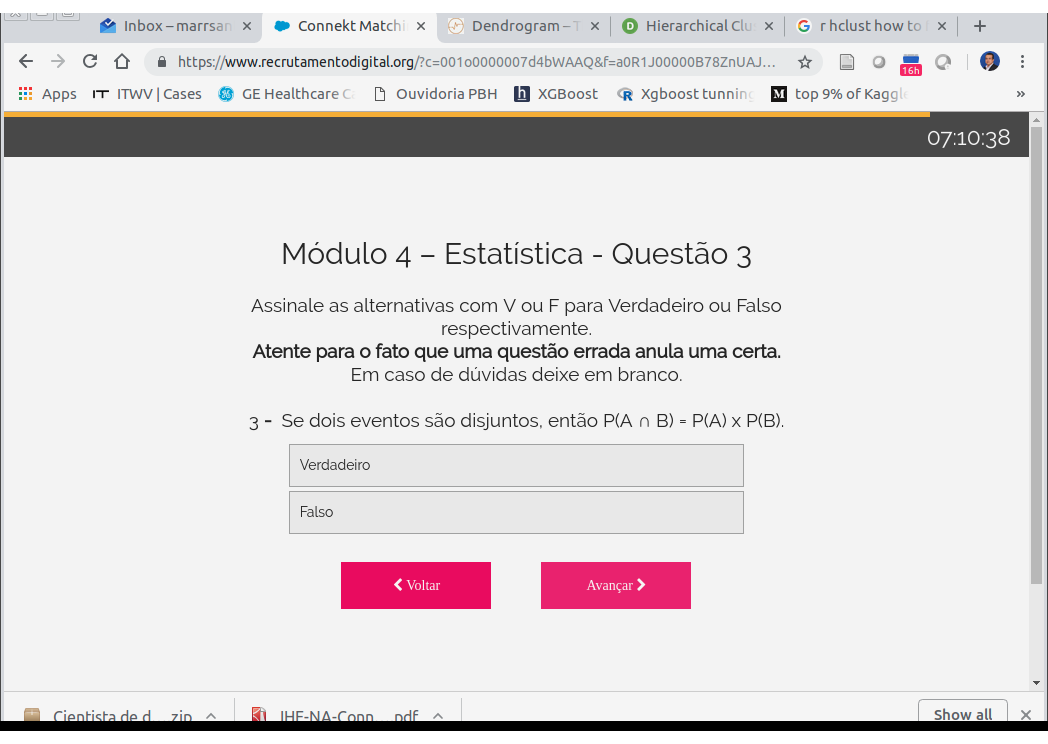 Inbox – marrsan
Connekt Matchi
Dendrogram – T
Hierarchical Clu
r hclust how to
https://www.recrutamentodigital.org/?c=001o0000007d4bWAAQ&f=a0R1J00000B78ZnUAJ...
16h
Apps
ITWV | Cases
GE Healthcare C
Ouvidoria PBH
XGBoost
Xgboost tunning
top 9% of Kaggle
»
07:10:38
Módulo 4 – Estatística - Questão 3
Assinale as alternativas com V ou F para Verdadeiro ou Falso
respectivamente.
Atente para o fato que uma questão errada anula uma certa.
Em caso de dúvidas deixe em branco.
3 - Se dois eventos são disjuntos, então P(A ∩ B) = P(A) x P(B).
Verdadeiro
Falso
Voltar
Avançar
Cientista de d....zip
IHF-NA-Conn....pdf
Show all